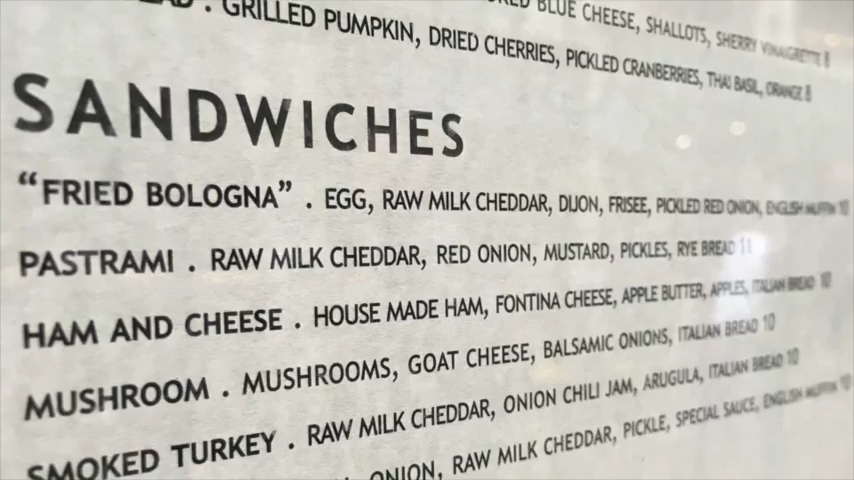 BLUE CHEESE, SHALLOTS, SHERRY VINAIGRETTE 8
. GRILLED PUMPKIN, DRIED CHERRIES, PICKLED CRANBERRIES, THAI BASIL, ORANGE 8
SANDWICHES
“FRIED BOLOGNA” . EGG, RAW MILK CHEDDAR, DIJON, FRISEE, PICKLED RED ONION, ENGLISH MUFFIN 10
PASTRAMI . RAW MILK CHEDDAR, RED ONION, MUSTARD, PICKLES, RYE BREAD 11
HAM AND CHEESE . HOUSE MADE HAM, FONTINA CHEESE, APPLE BUTTER, APPLES, ITALIAN BREAD 10
MUSHROOM . MUSHROOMS, GOAT CHEESE, BALSAMIC ONIONS, ITALIAN BREAD 10
SMOKED TURKEY . RAW MILK CHEDDAR, ONION CHILI JAM, ARUGULA, ITALIAN BREAD 10
ONION, RAW MILK CHEDDAR, PICKLE, SPECIAL SAUCE, ENGLISH MUFFIN 10